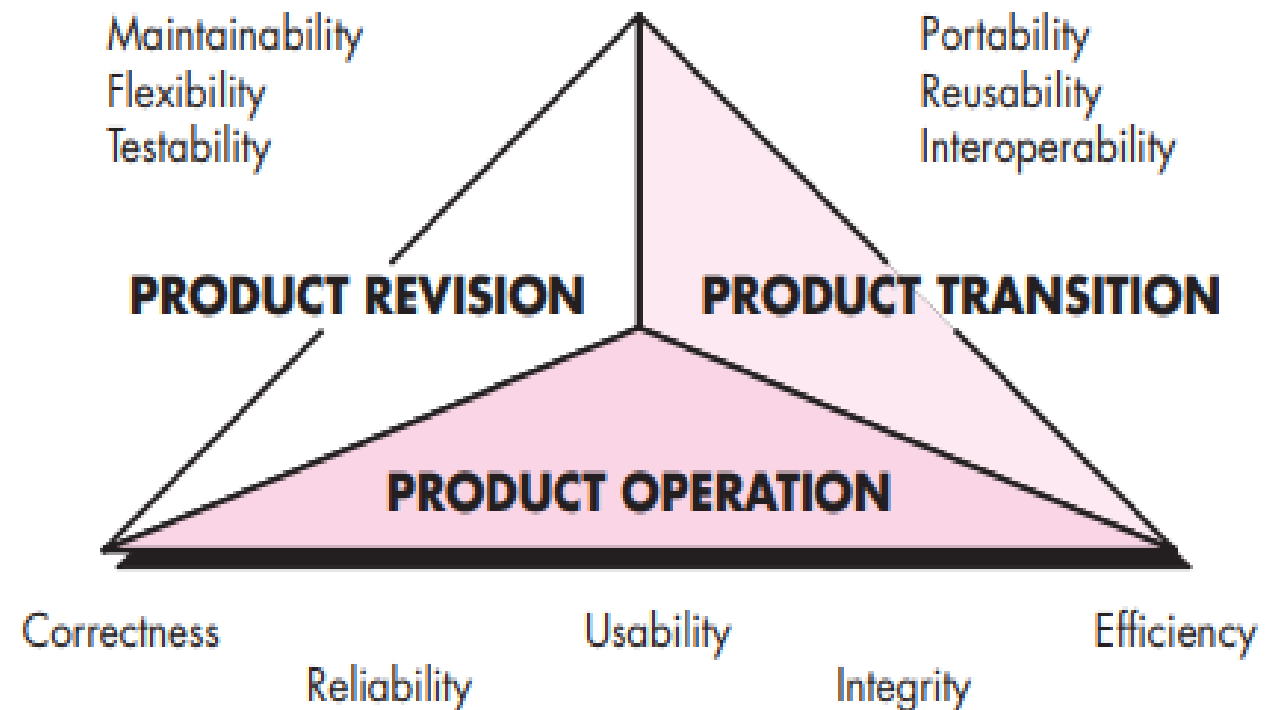 Maintainability
Flexibility
Testability
Portability
Reusability
Interoperability
PRODUCT REVISION
PRODUCT TRANSITION
PRODUCT OPERATION
Correctness
Usability
Efficiency
Reliability
Integrity